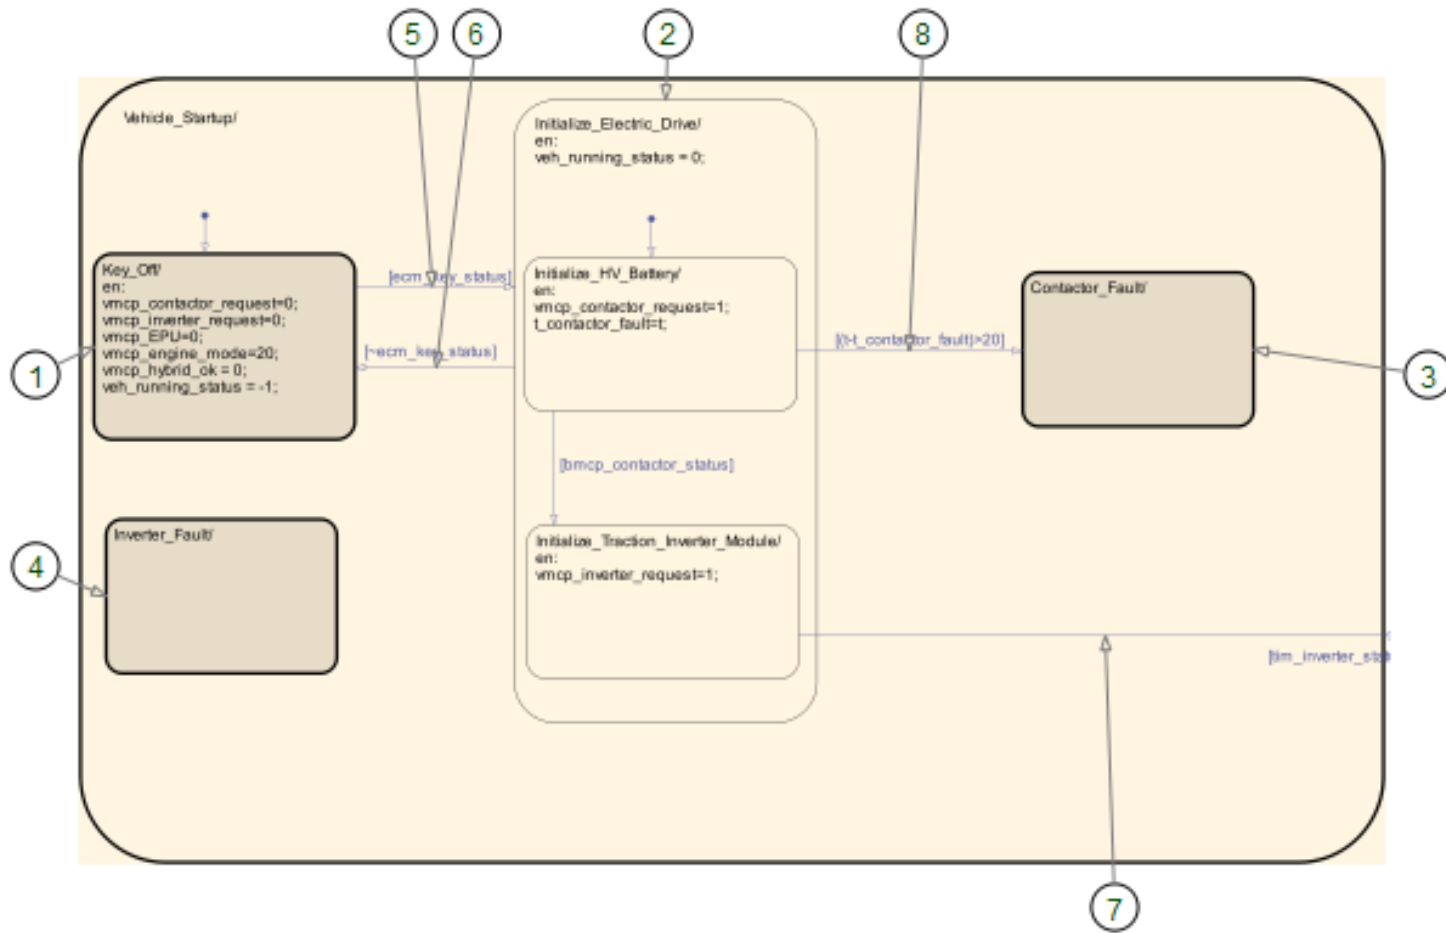 5
6
2
8
Vehicle_Startup/
Initialize_Electric_Drive/
en:
veh_running_status = 0;
Key_Off/
en:
vmcp_contactor_request=0;
vmcp_inverter_request=0;
vmcp_EPU=0;
vmcp_engine_mode=20;
vmcp_hybrid_ok = 0;
veh_running_status = -1;
[ecm_key_status]
[~ecm_key_status]
Initialize_HV_Battery/
en:
vmcp_contactor_request=1;
t_contactor_fault=t;
[(t-t_contactor_fault)>20]
Contactor_Fault/
1
3
[bmcp_contactor_status]
Inverter_Fault/
4
Initialize_Traction_Inverter_Module/
en:
vmcp_inverter_request=1;
7